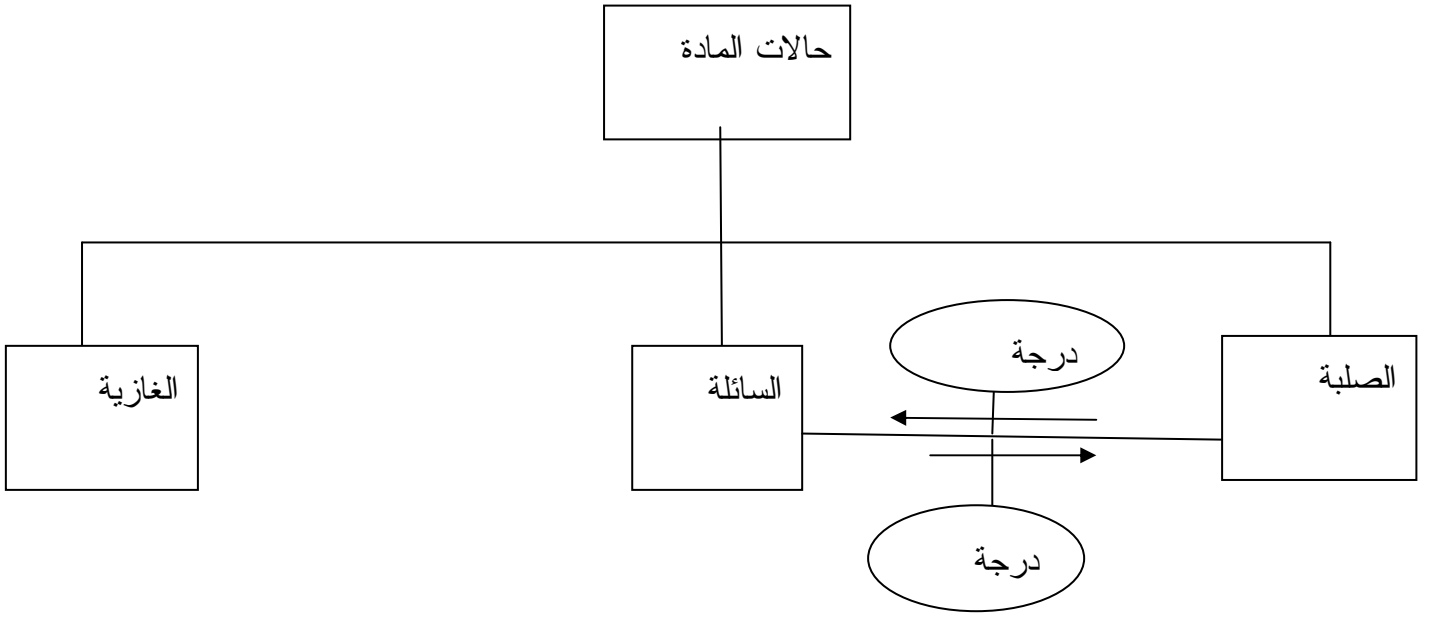 حالات المادة
درجة
الصلبة
السائلة
الغازية
درجة